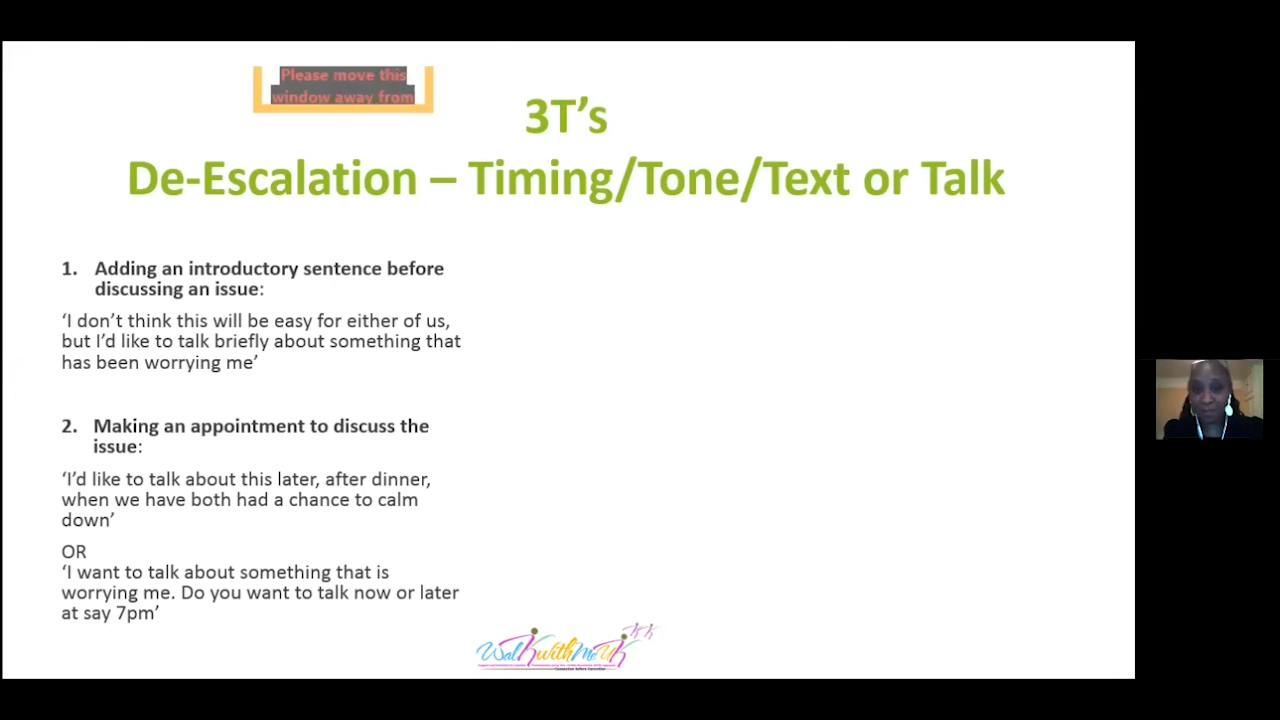 Please move this
window away from
3T’s
De-Escalation – Timing/Tone/Text or Talk
1. Adding an introductory sentence before
discussing an issue:
‘I don’t think this will be easy for either of us,
but I’d like to talk briefly about something that
has been worrying me’
2. Making an appointment to discuss the
issue:
‘I’d like to talk about this later, after dinner,
when we have both had a chance to calm
down’
OR
‘I want to talk about something that is
worrying me. Do you want to talk now or later
at say 7pm’
WalKwithMeUK
Connection Before Correction